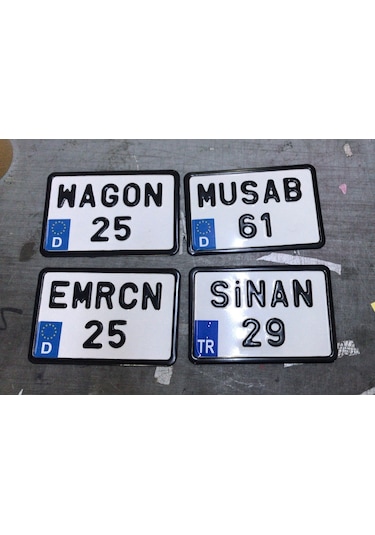 WAGON
D 25
MUSAB
D 61
EMRCN
D 25
SiNAN
TR 29